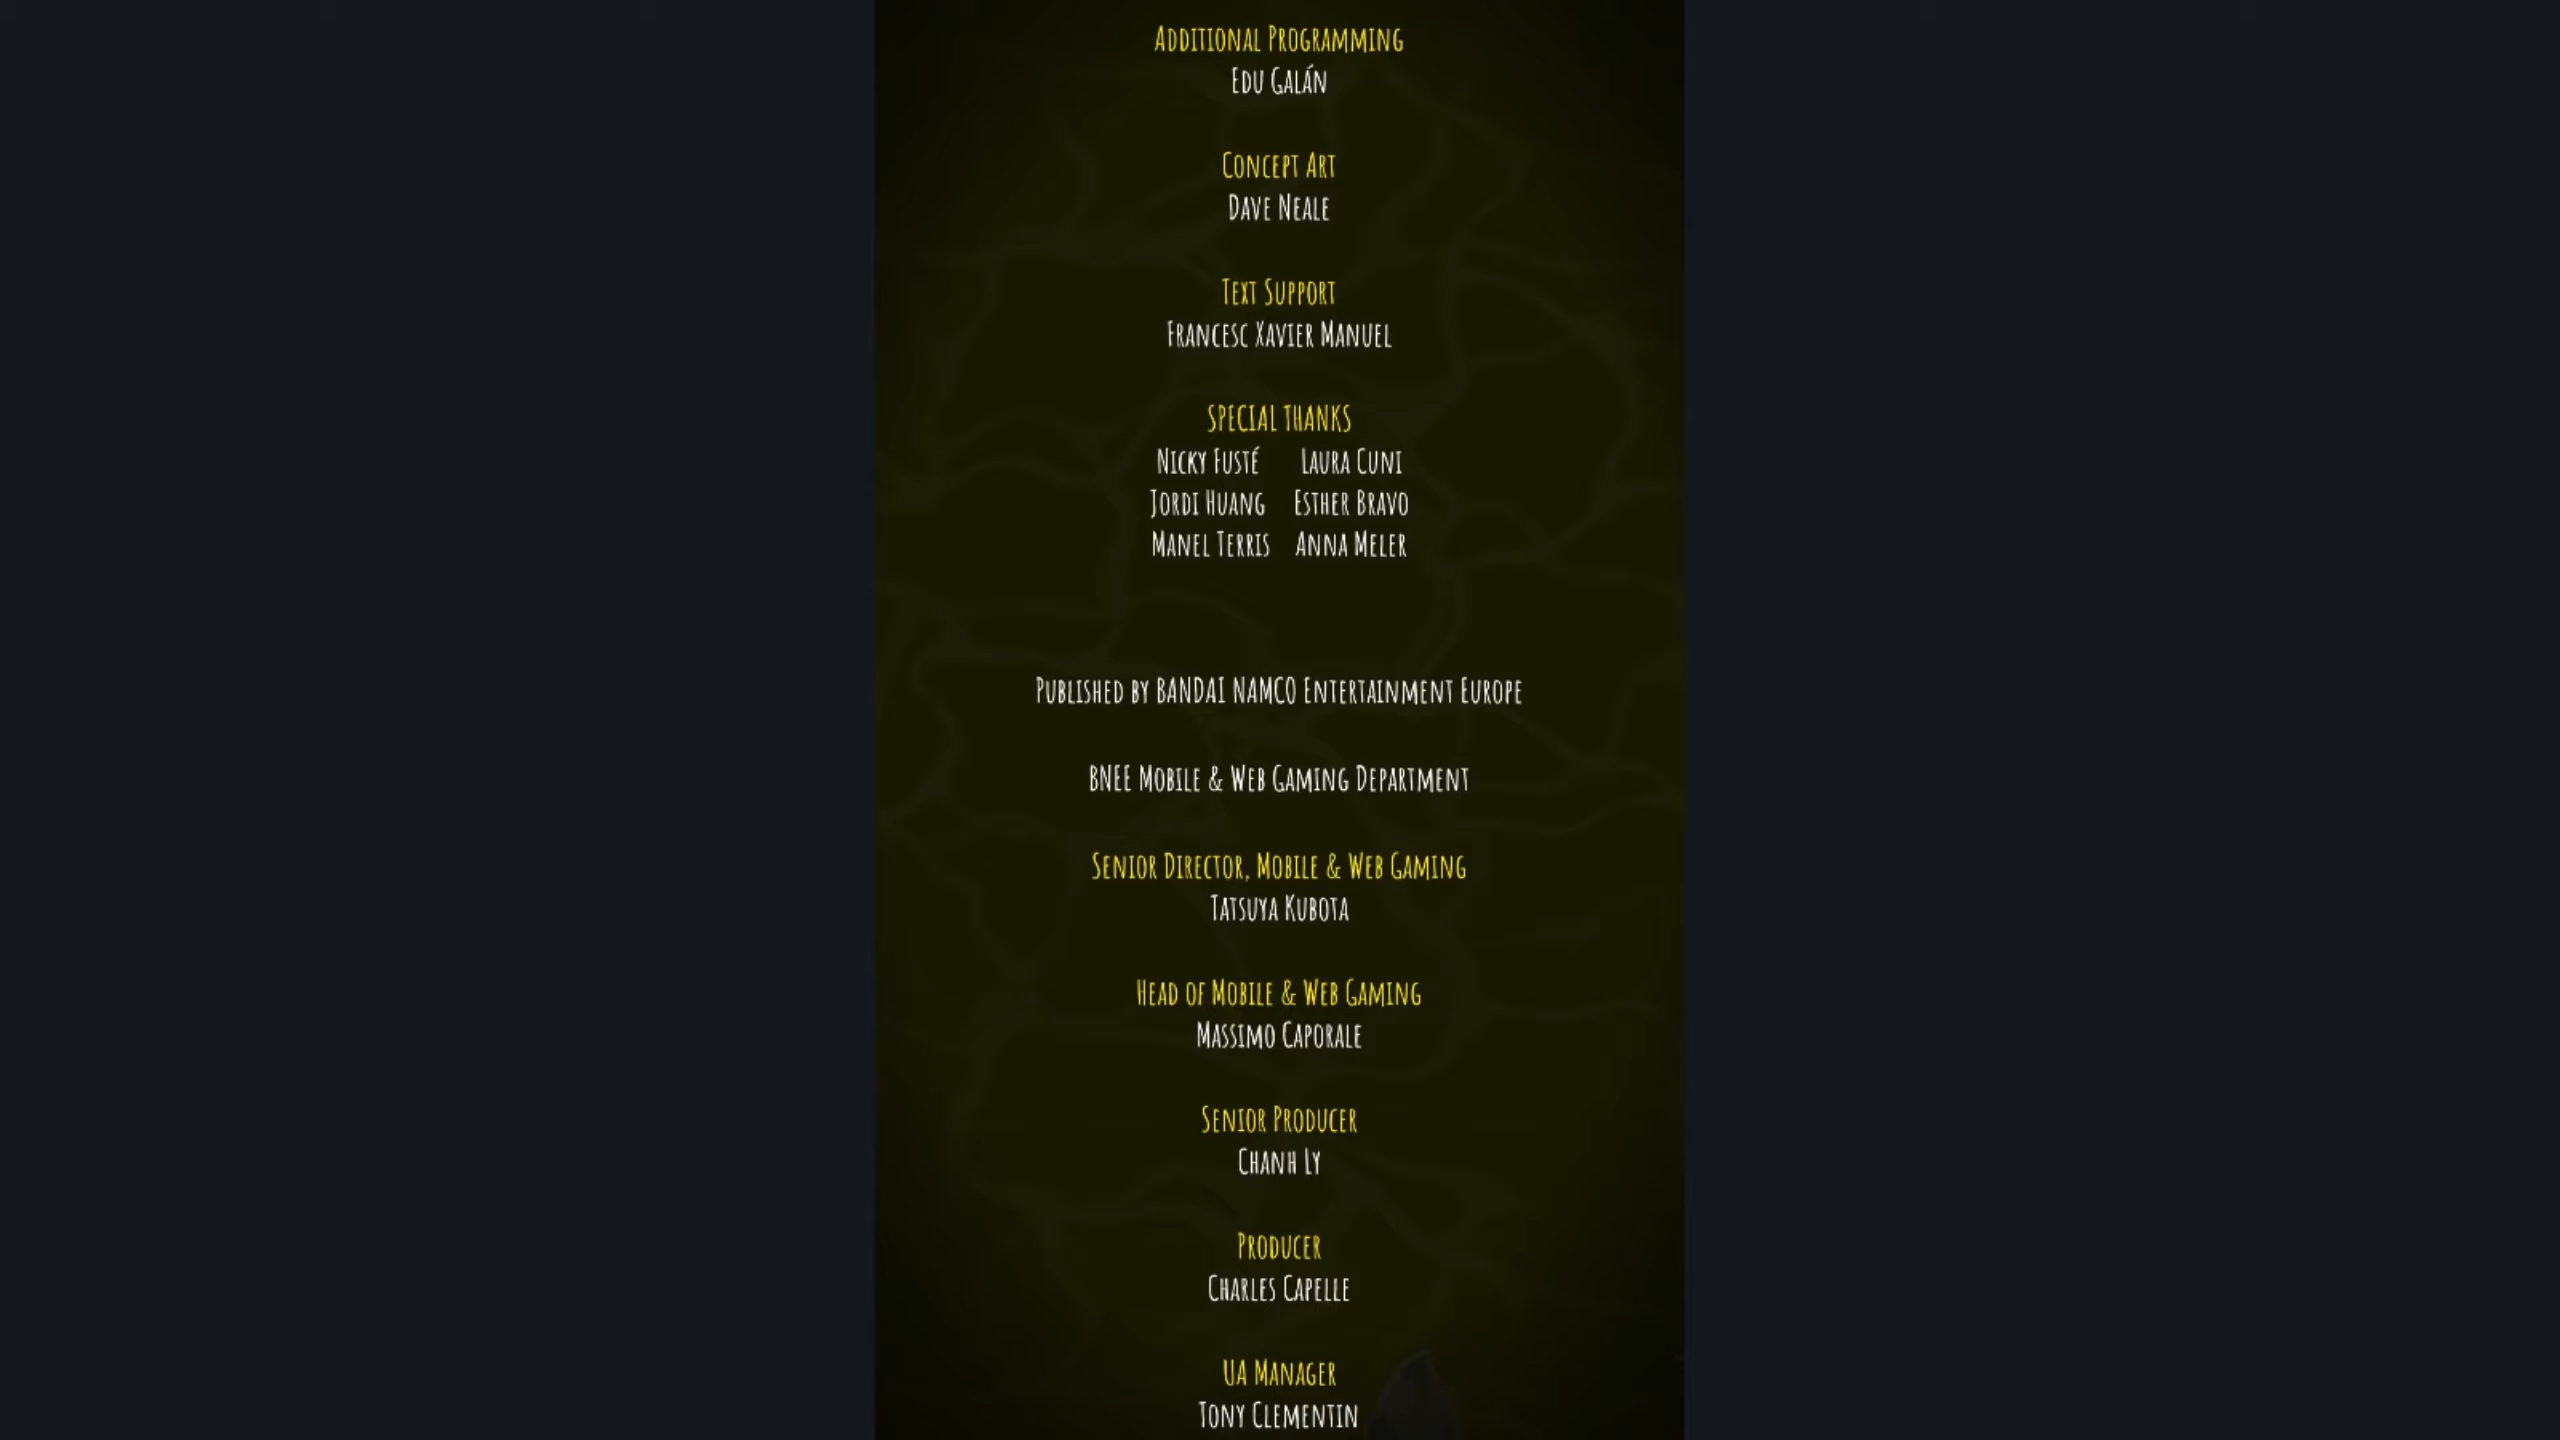 Additional Programming
Edu Galán
Concept Art
Dave Neale
Text Support
Francesc Xavier Manuel
SPECIAL THANKS
Nicky Fusté Laura Cuni
Jordi Huang Esther Bravo
Manel Terris Anna Meler
Published by BANDAI NAMCO Entertainment Europe
BNEE Mobile & Web Gaming Department
Senior Director, Mobile & Web Gaming
Tatsuya Kubota
Head of Mobile & Web Gaming
Massimo Caporale
Senior Producer
Chanh Ly
Producer
Charles Capelle
UA Manager
Tony Clementin